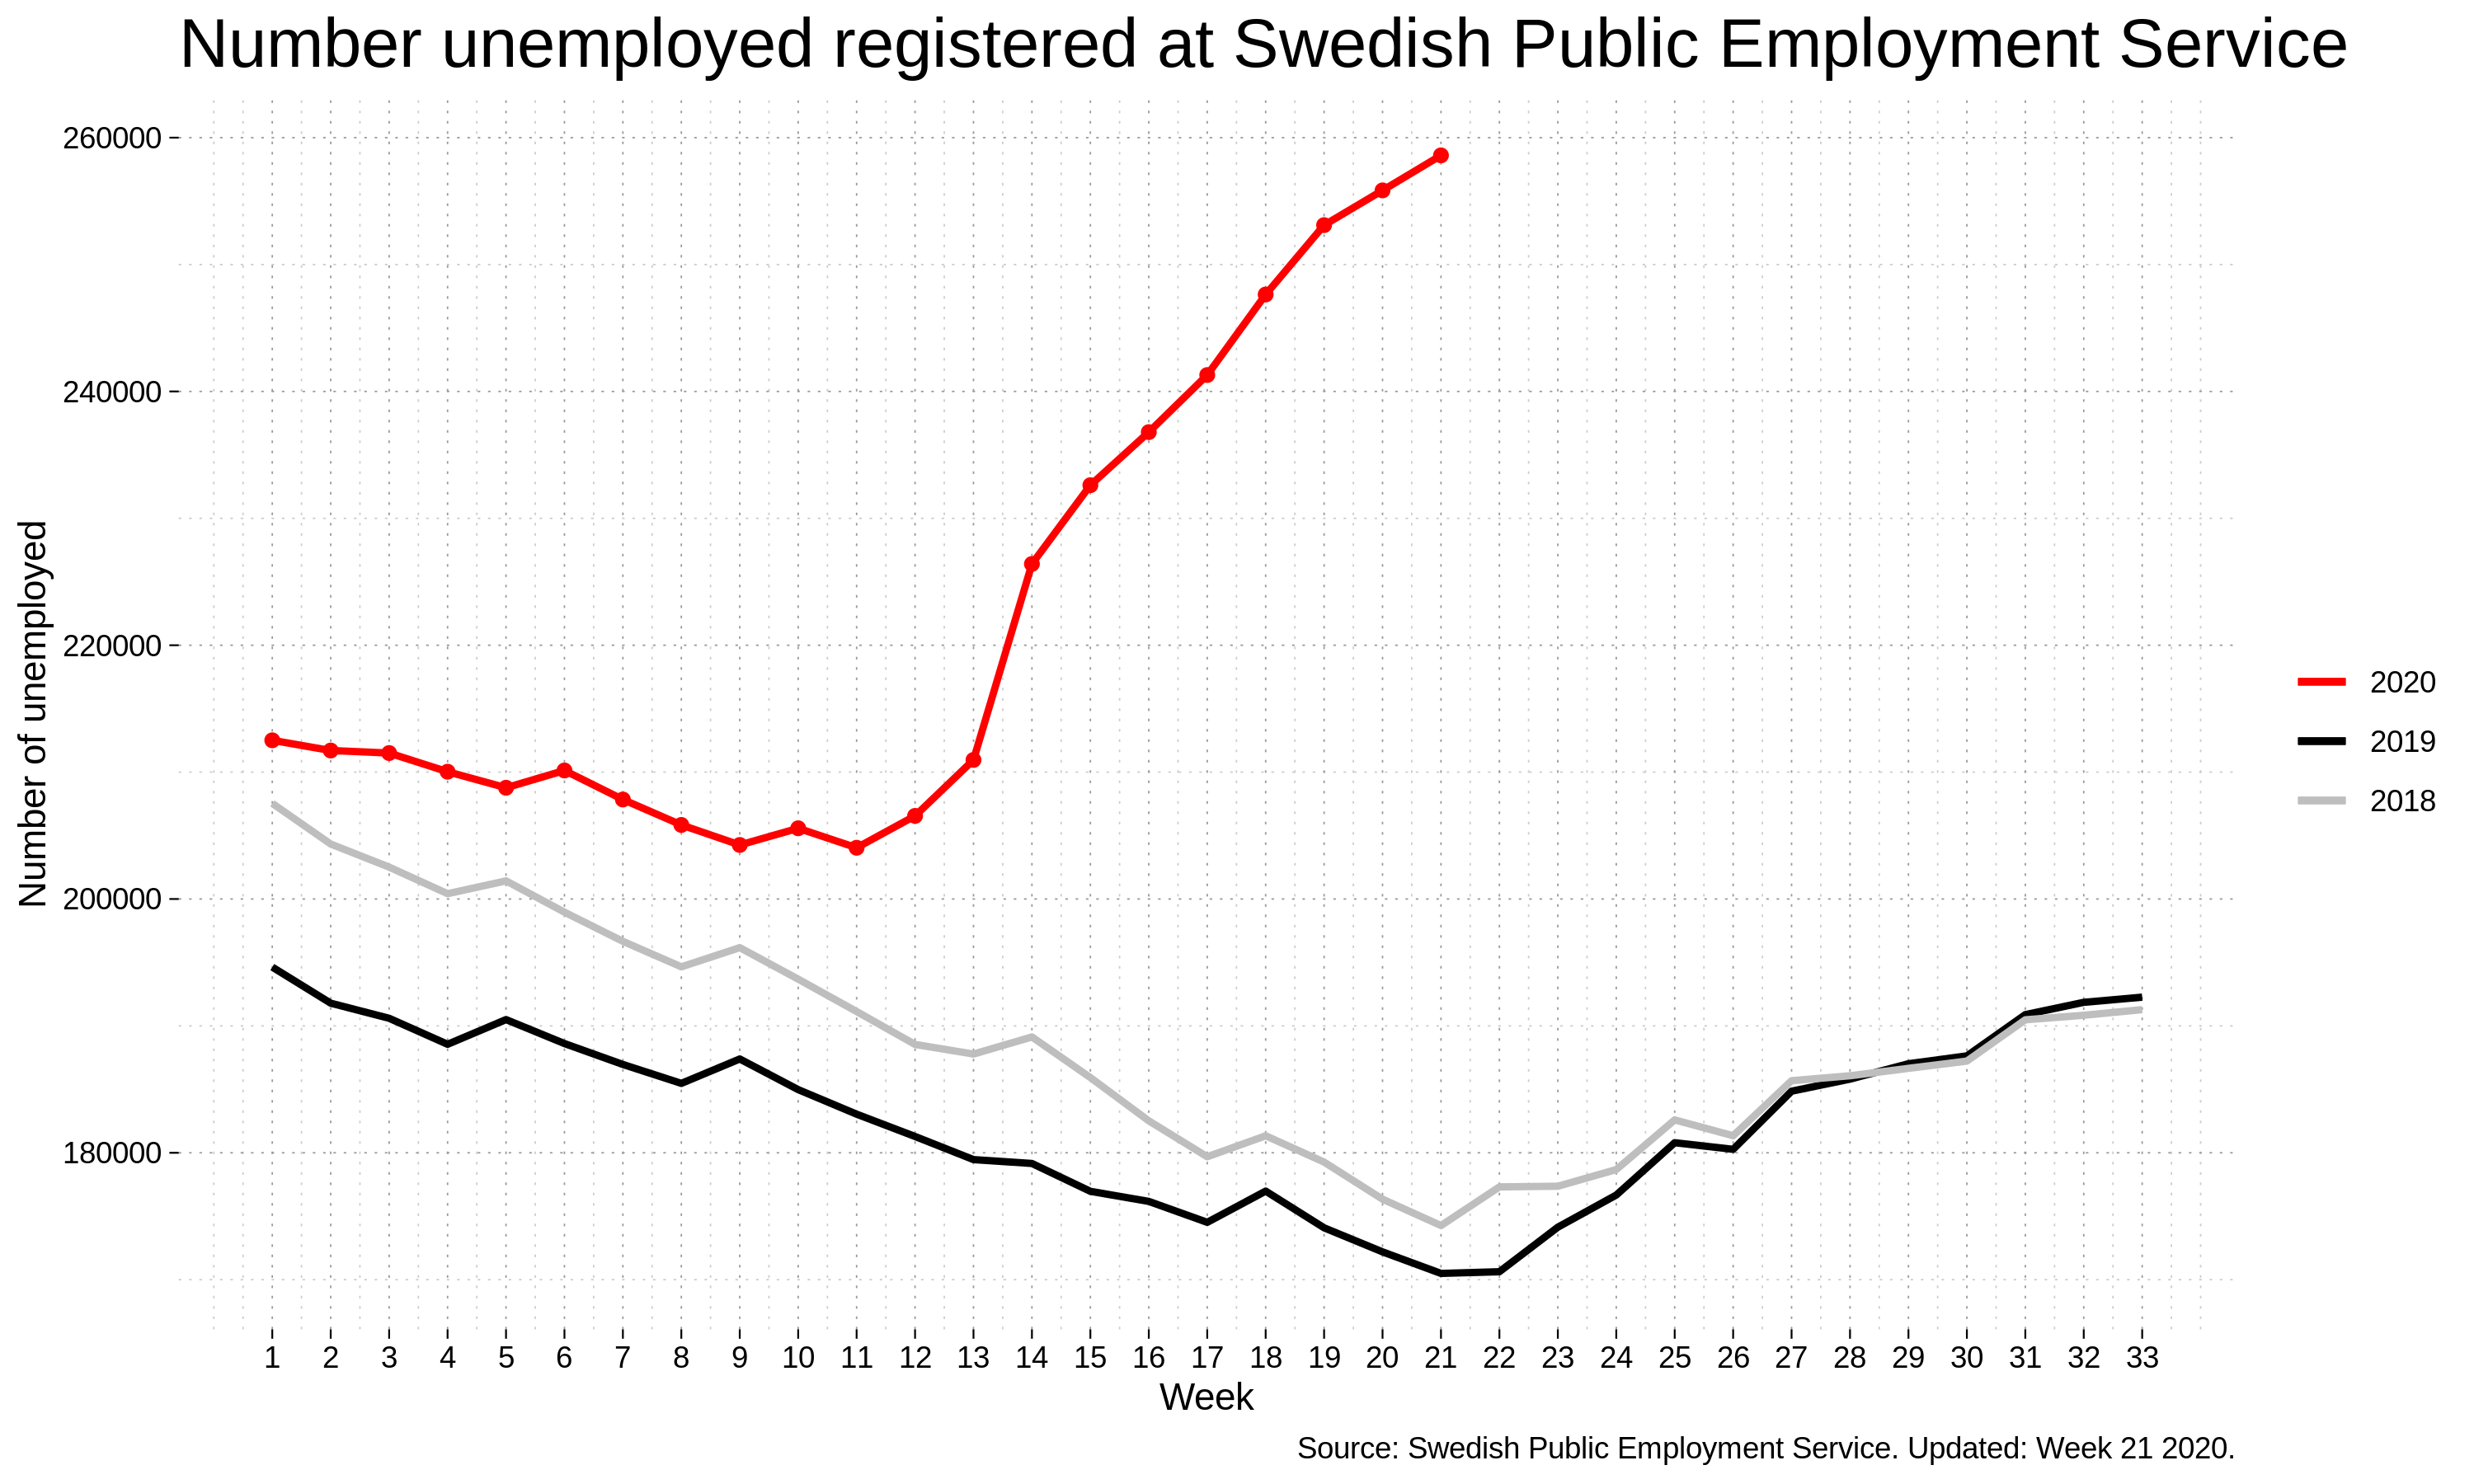 Number unemployed registered at Swedish Public Employment Service
260000
240000
220000
200000
180000
Number of unemployed
1 2 3 4 5 6 7 8 9 10 11 12 13 14 15 16 17 18 19 20 21 22 23 24 25 26 27 28 29 30 31 32 33
Week
2020
2019
2018
Source: Swedish Public Employment Service. Updated: Week 21 2020.